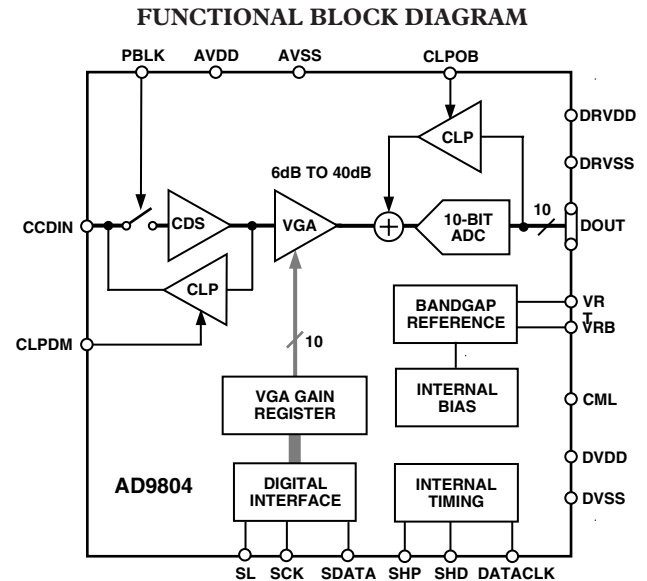 FUNCTIONAL BLOCK DIAGRAM
PBLK
AVDD
AVSS
CLPOB
DRVDD
CLP
DRVSS
6dB TO 40dB
CCDIN
CDS
VGA
+
10-BIT
ADC
10
DOUT
CLP
BANDGAP
REFERENCE
VR
T
VRB
CLPDM
10
VGA GAIN
REGISTER
INTERNAL
BIAS
CML
AD9804
DIGITAL
INTERFACE
INTERNAL
TIMING
DVDD
DVSS
SL
SCK
SDATA
SHP
SHD
DATACLK